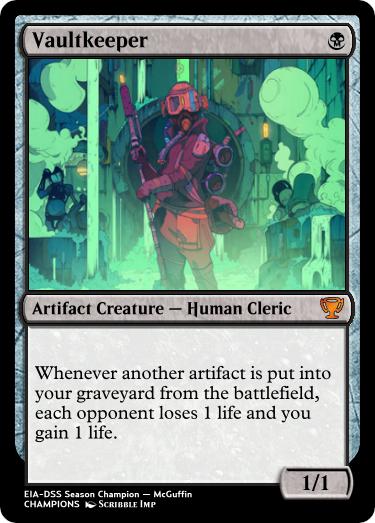 Vaultkeeper
Artifact Creature — Human Cleric
Whenever another artifact is put into
your graveyard from the battlefield,
each opponent loses 1 life and you
gain 1 life.
1/1
EIA-DSS Season Champion — McGuffin
CHAMPIONS Scribble Imp